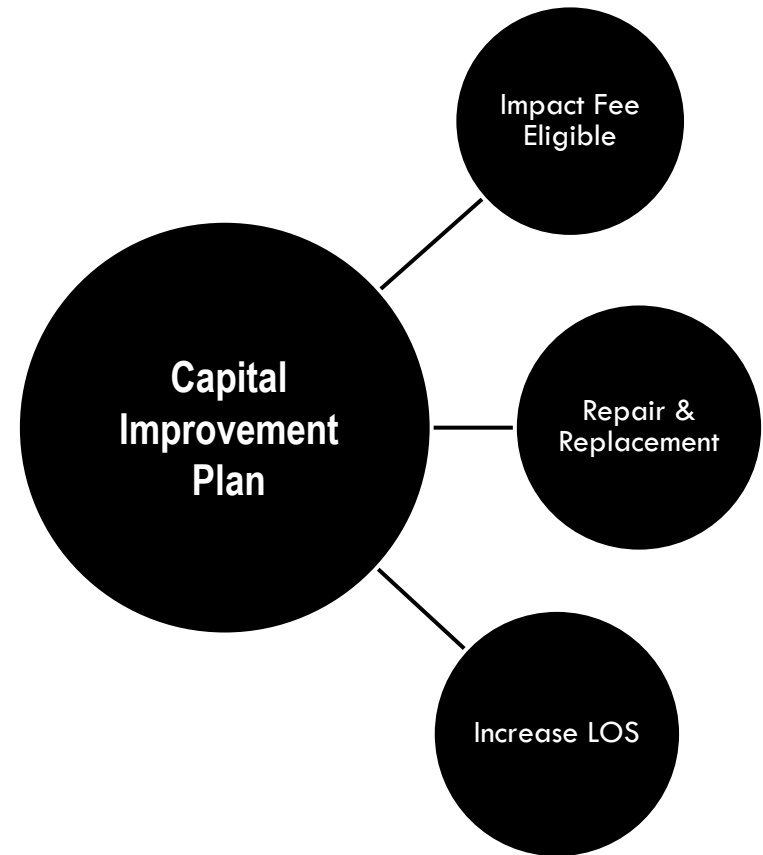 Impact Fee
Eligible
Capital
Improvement
Plan
Repair &
Replacement
Increase LOS